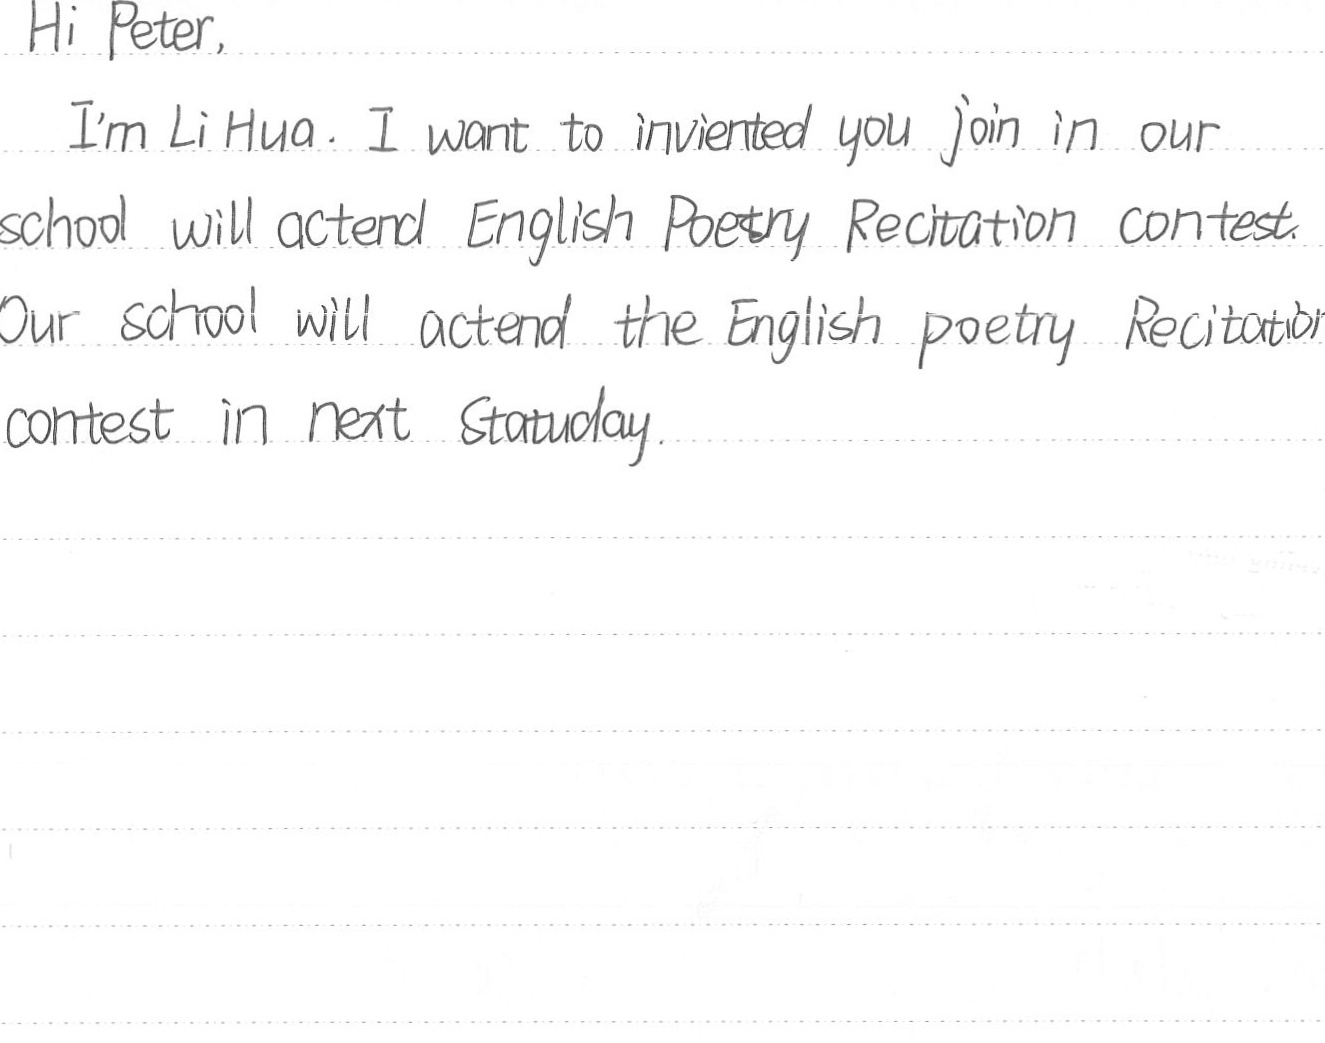 Hi Peter,
I'm Li Hua. I want to inviented you join in our
school will actend English Poetry Recitation contest.
Our school will actend the English poetry Recitation
contest in next Statuday.